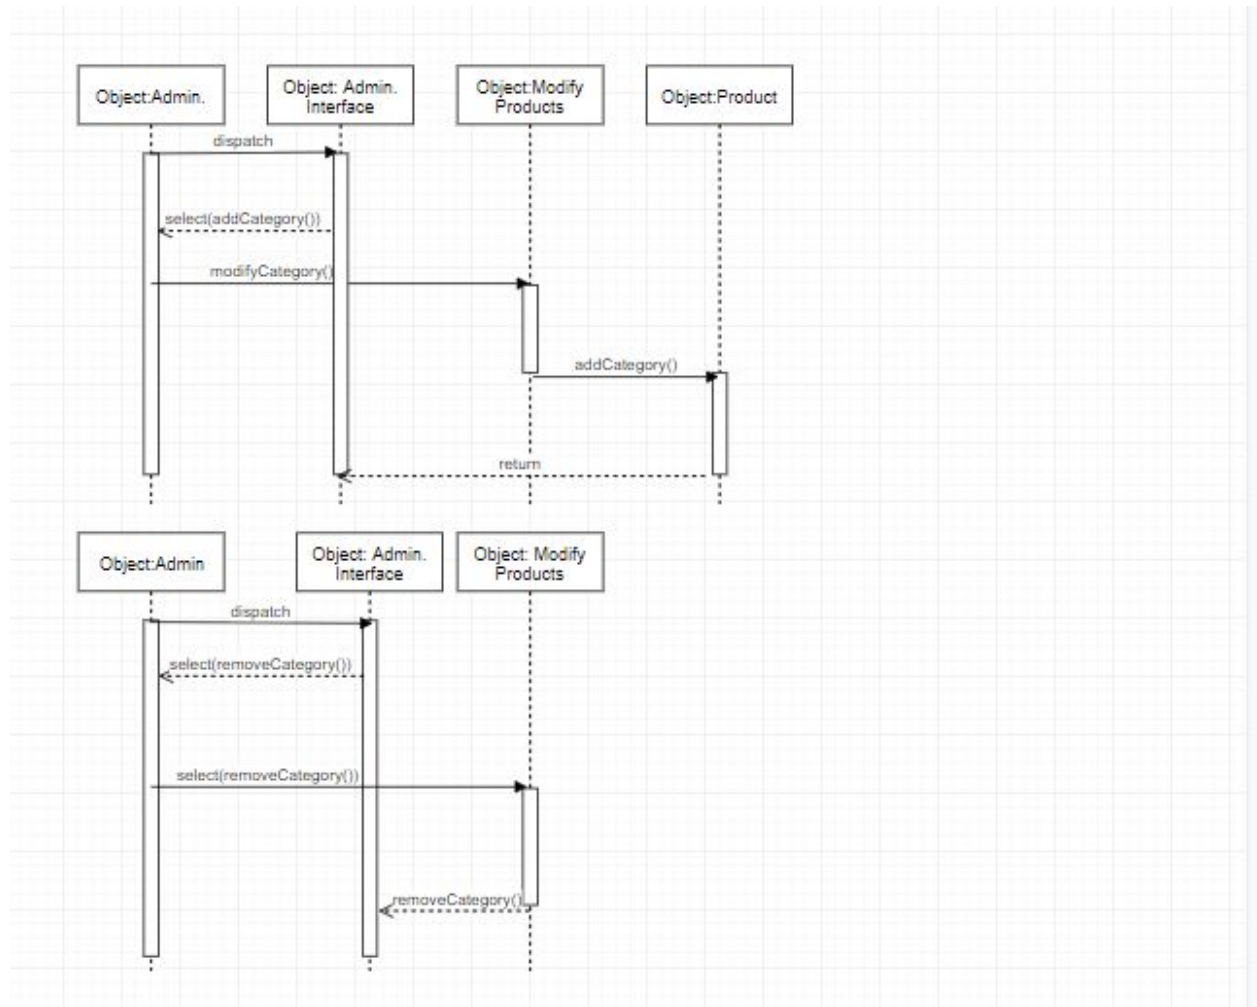 Object:Admin.
Object: Admin.
Interface
Object:Modify
Products
Object:Product
dispatch
select(addCategory())
modifyCategory()
addCategory()
return
Object:Admin
Object: Admin.
Interface
Object: Modify
Products
dispatch
select(removeCategory())
select(removeCategory())
removeCategory()